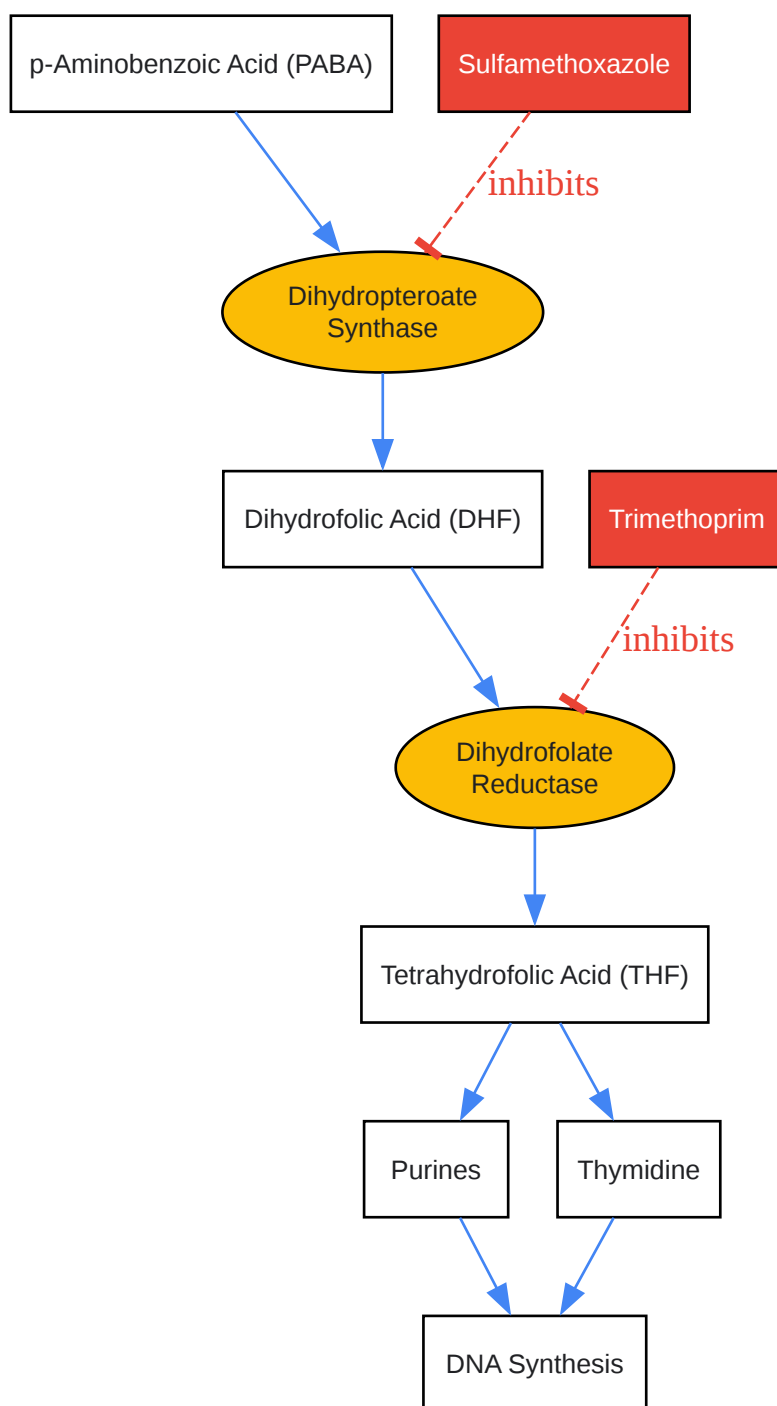 p-Aminobenzoic Acid (PABA)
Sulfamethoxazole
inhibits
Dihydropteroate
Synthase
Dihydrofolic Acid (DHF)
Trimethoprim
inhibits
Dihydrofolate
Reductase
Tetrahydrofolic Acid (THF)
Purines
Thymidine
DNA Synthesis